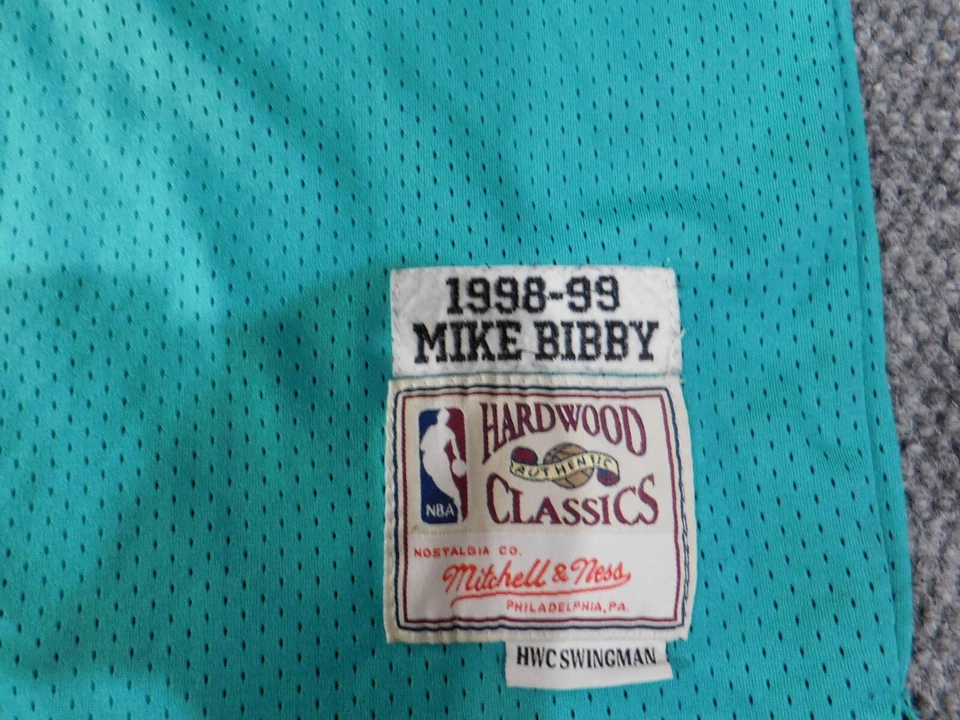 1998-99
MIKE BIBBY
HARDWOOD
AUTHENTIC
CLASSICS
NBA
NOSTALGIA CO.
Mitchell & Ness
PHILADELPHIA, PA.
HWC SWINGMAN